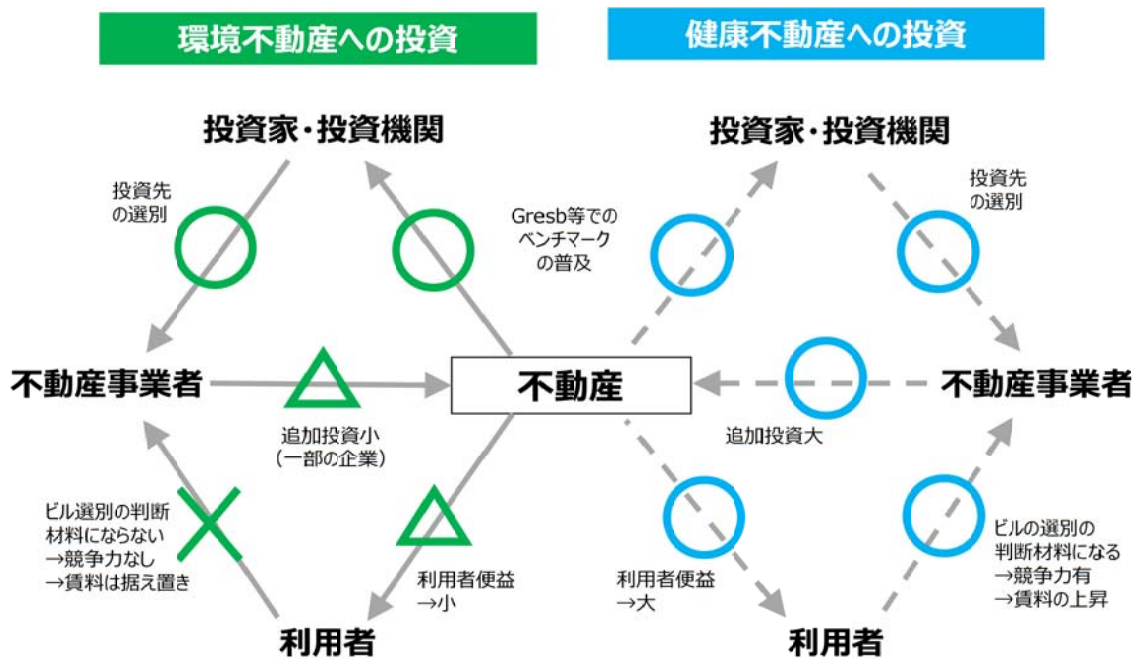 環境不動産への投資
健康不動産への投資
投資家・投資機関
投資家・投資機関
投資先
の選別
Gresb等での
ベンチマーク
の普及
投資先
の選別
不動産事業者
不動産
不動産事業者
追加投資小
（一部の企業）
追加投資大
ビル選別の判断
材料にならない
→競争力なし
→賃料は据え置き
利用者便益
→小
利用者便益
→大
ビルの選別の
判断材料になる
→競争力有
→賃料の上昇
利用者
利用者